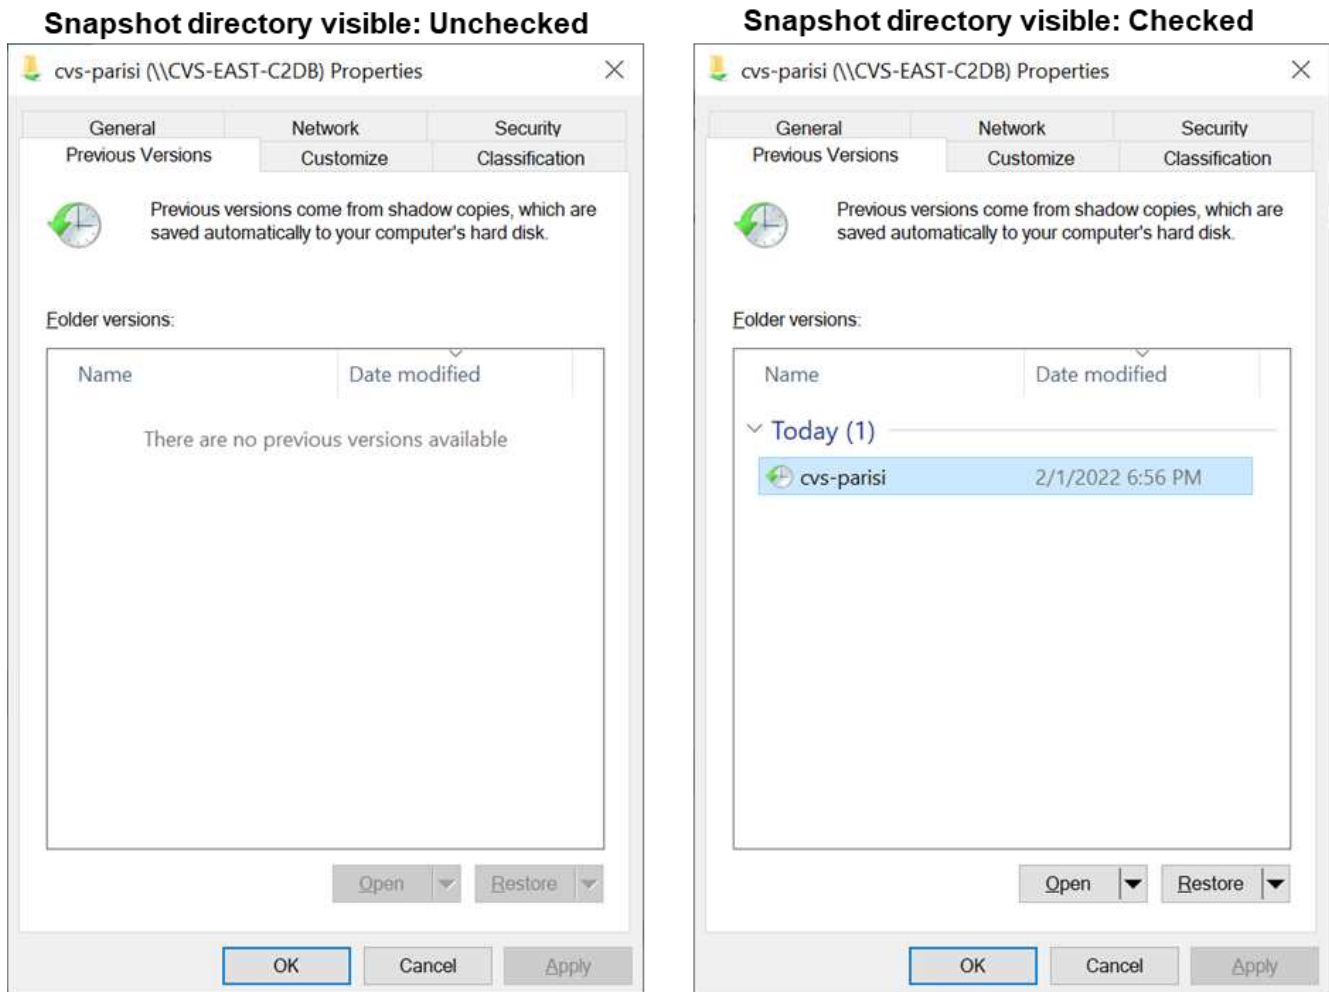 Snapshot directory visible: Unchecked
cvs-parisi (\\CVS-EAST-C2DB) Properties
General Network Security
Previous Versions Customize Classification
Previous versions come from shadow copies, which are
saved automatically to your computer's hard disk.
Folder versions:
Name Date modified
There are no previous versions available
Open Restore
OK Cancel Apply
Snapshot directory visible: Checked
cvs-parisi (\\CVS-EAST-C2DB) Properties
General Network Security
Previous Versions Customize Classification
Previous versions come from shadow copies, which are
saved automatically to your computer's hard disk.
Folder versions:
Name Date modified
Today (1)
cvs-parisi 2/1/2022 6:56 PM
Open Restore
OK Cancel Apply